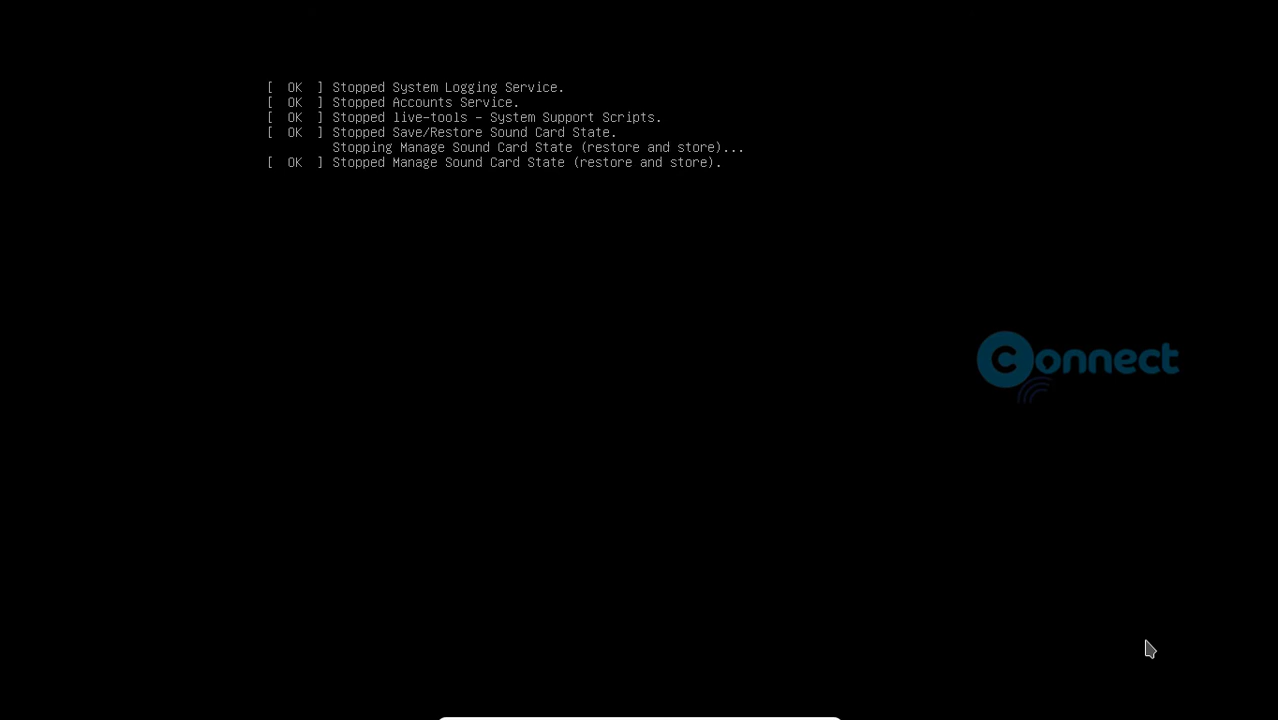 [  OK  ] Stopped System Logging Service.
[  OK  ] Stopped Accounts Service.
[  OK  ] Stopped live-tools - System Support Scripts.
[  OK  ] Stopped Save/Restore Sound Card State.
Stopping Manage Sound Card State (restore and store)...
[  OK  ] Stopped Manage Sound Card State (restore and store).
connect